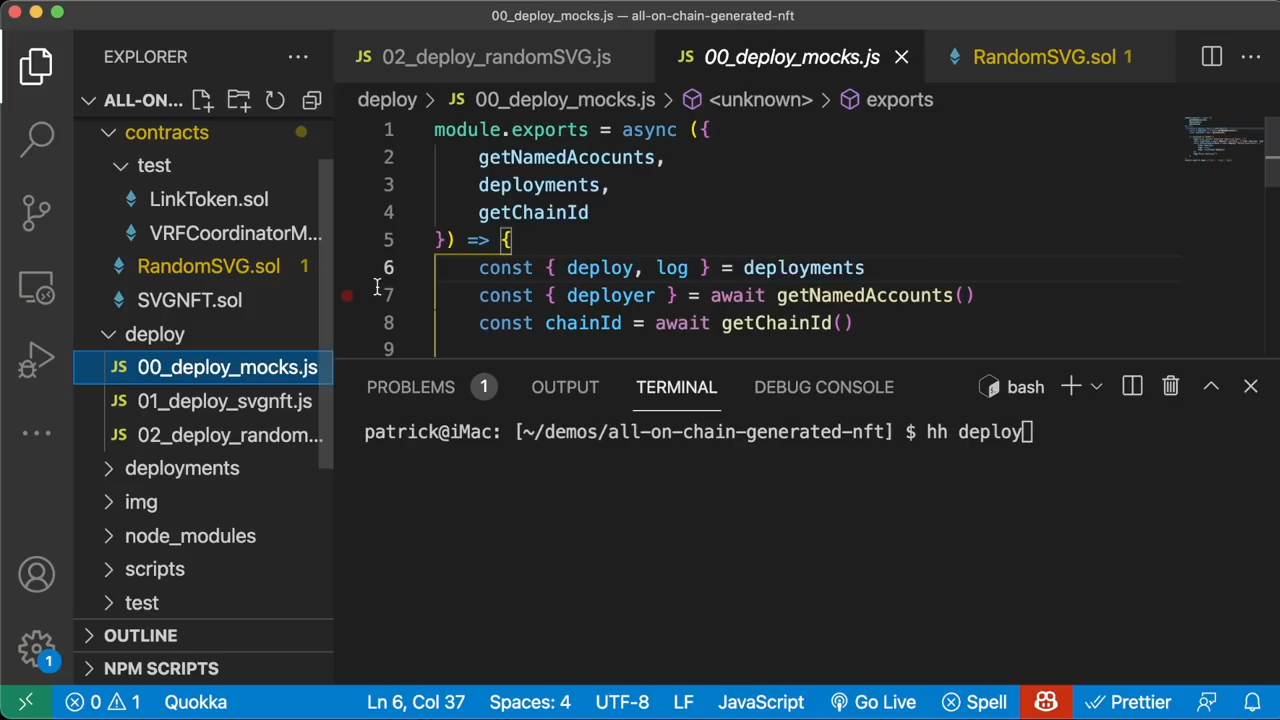 00_deploy_mocks.js — all-on-chain-generated-nft
EXPLORER
ALL-ON...
contracts
test
LinkToken.sol
VRFCoordinatorM...
RandomSVG.sol 1
SVGNFT.sol
deploy
JS 00_deploy_mocks.js
JS 01_deploy_svgnft.js
JS 02_deploy_random...
deployments
img
node_modules
scripts
test
OUTLINE
NPM SCRIPTS
1
JS 02_deploy_randomSVG.js
JS 00_deploy_mocks.js
RandomSVG.sol 1
deploy > JS 00_deploy_mocks.js > <unknown> > exports
1 module.exports = async ({
2 getNamedAcocunts,
3 deployments,
4 getChainId
5 }) => {
6 const { deploy, log } = deployments
7 const { deployer } = await getNamedAccounts()
8 const chainId = await getChainId()
9
PROBLEMS 1 OUTPUT TERMINAL DEBUG CONSOLE bash
patrick@iMac: [~/demos/all-on-chain-generated-nft] $ hh deploy
0 1 Quokka Ln 6, Col 37 Spaces: 4 UTF-8 LF JavaScript Go Live Spell Prettier